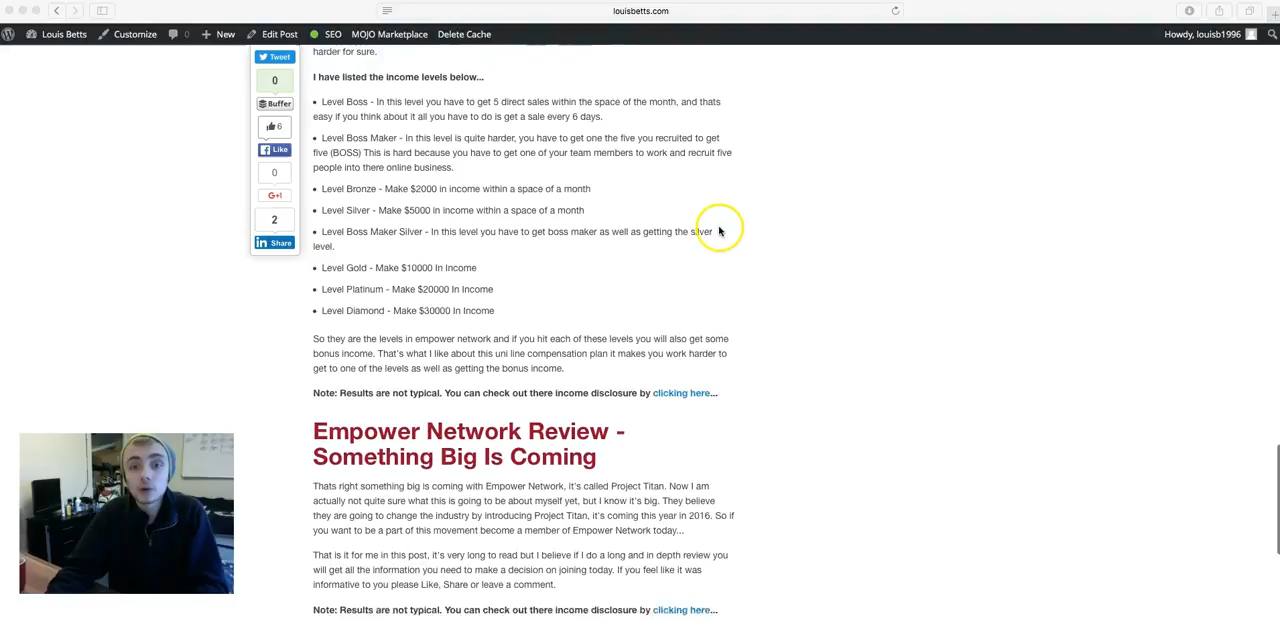 louisbetts.com
Louis Betts Customize 0 New Edit Post SEO MOJO Marketplace Delete Cache Howdy, louisb1996
Tweet
0
Buffer
6
Like
0
G+1
2
in Share
harder for sure.
I have listed the income levels below...
• Level Boss - In this level you have to get 5 direct sales within the space of the month, and thats
easy if you think about it all you have to do is get a sale every 6 days.
• Level Boss Maker - In this level is quite harder, you have to get one the five you recruited to get
five (BOSS) This is hard because you have to get one of your team members to work and recruit five
people into there online business.
• Level Bronze - Make $2000 in income within a space of a month
• Level Silver - Make $5000 in income within a space of a month
• Level Boss Maker Silver - In this level you have to get boss maker as well as getting the silver
level.
• Level Gold - Make $10000 In Income
• Level Platinum - Make $20000 In Income
• Level Diamond - Make $30000 In Income
So they are the levels in empower network and if you hit each of these levels you will also get some
bonus income. That's what I like about this uni line compensation plan it makes you work harder to
get to one of the levels as well as getting the bonus income.
Note: Results are not typical. You can check out there income disclosure by clicking here...
Empower Network Review -
Something Big Is Coming
Thats right something big is coming with Empower Network, it's called Project Titan. Now I am
actually not quite sure what this is going to be about myself yet, but I know it's big. They believe
they are going to change the industry by introducing Project Titan, it's coming this year in 2016. So if
you want to be a part of this movement become a member of Empower Network today...
That is it for me in this post, it's very long to read but I believe if I do a long and in depth review you
will get all the information you need to make a decision on joining today. If you feel like it was
informative to you please Like, Share or leave a comment.
Note: Results are not typical. You can check out there income disclosure by clicking here...